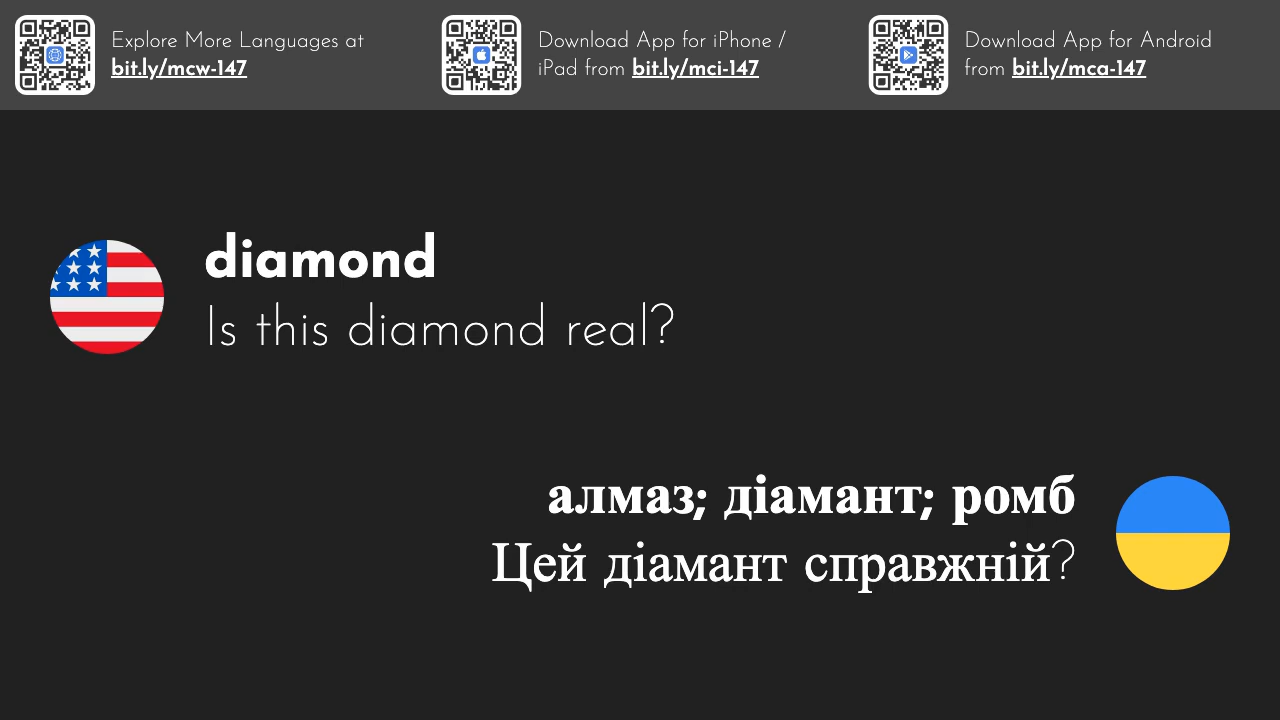 Explore More Languages at
bit.ly/mcw-147
Download App for iPhone /
iPad from bit.ly/mci-147
Download App for Android
from bit.ly/mca-147
diamond
Is this diamond real?
алмаз; діамант; ромб
Цей діамант справжній?